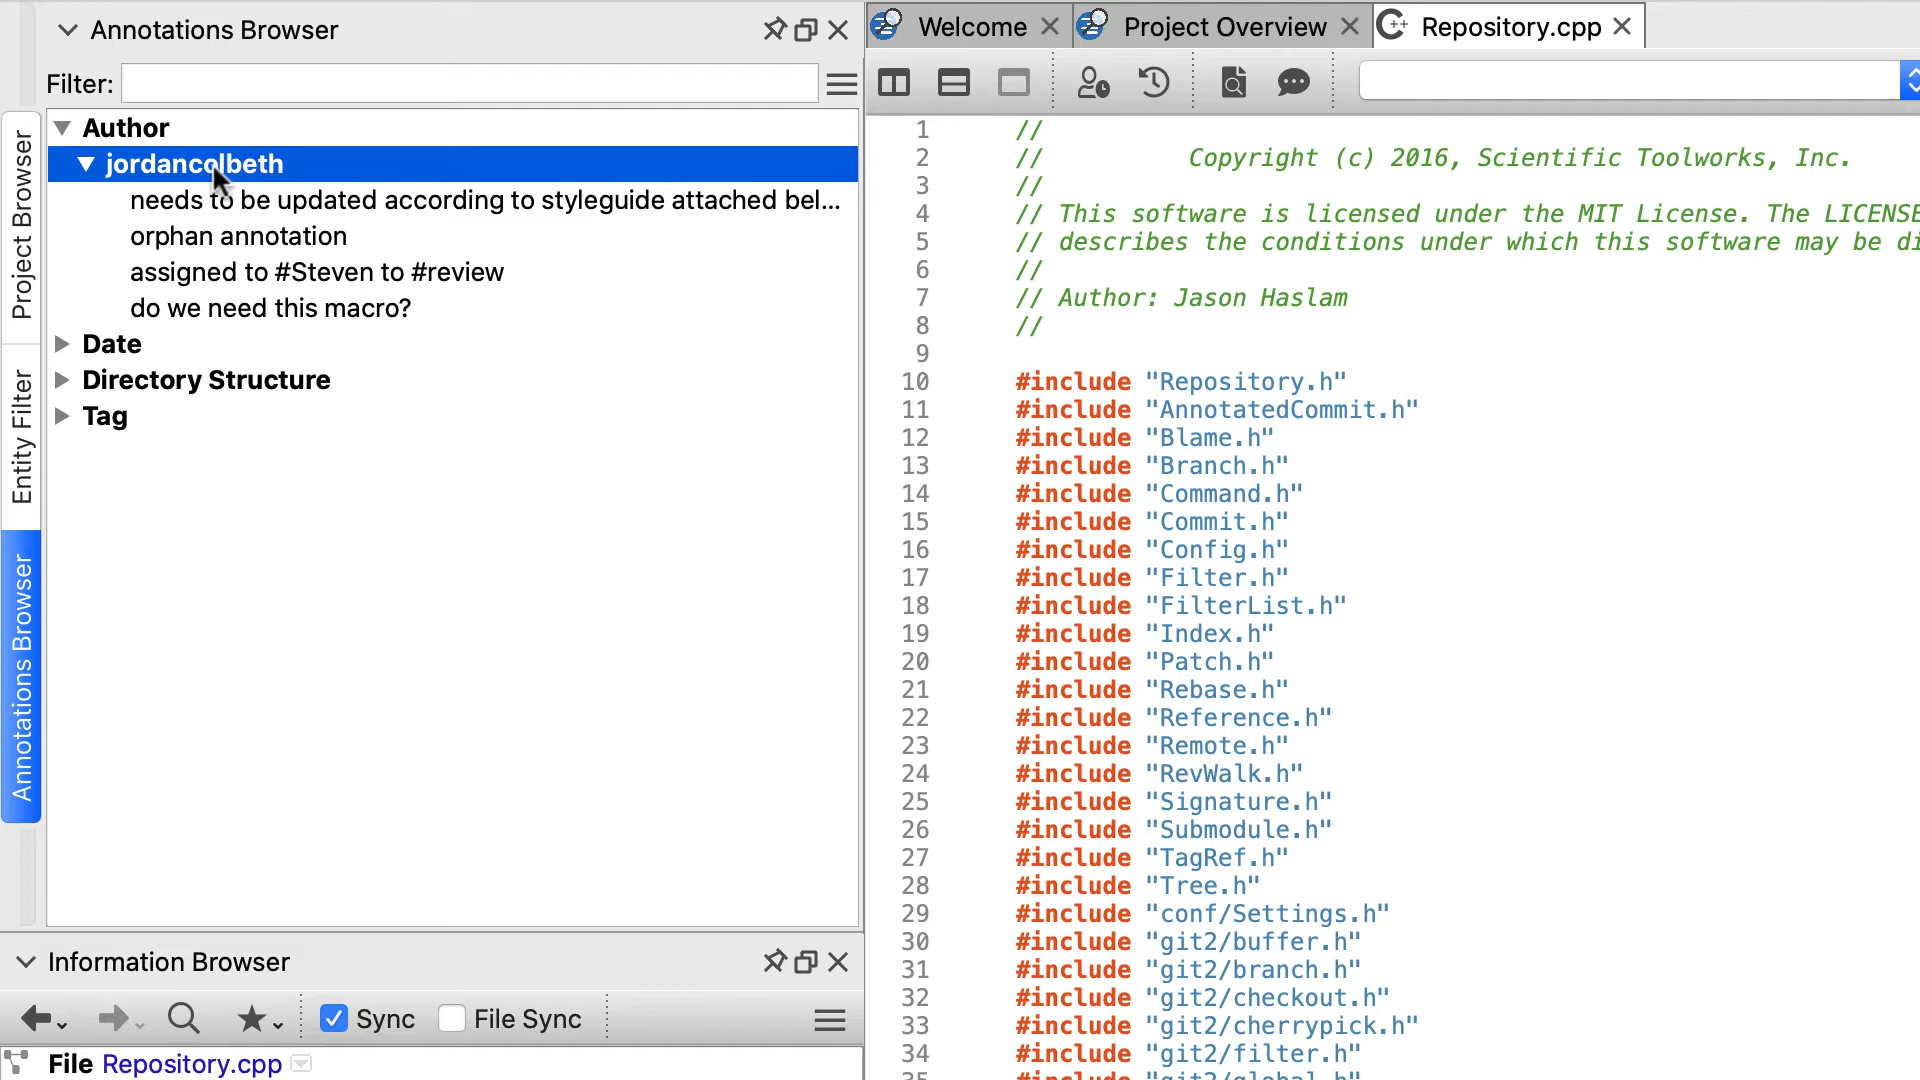 Annotations Browser
Filter:
Author
jordancolbeth
needs to be updated according to styleguide attached bel...
orphan annotation
assigned to #Steven to #review
do we need this macro?
Date
Directory Structure
Tag
Project Browser
Entity Filter
Annotations Browser
Information Browser
Sync
File Sync
File Repository.cpp
Welcome
Project Overview
Repository.cpp
1 //
2 // Copyright (c) 2016, Scientific Toolworks, Inc.
3 //
4 // This software is licensed under the MIT License. The LICENSE
5 // describes the conditions under which this software may be di
6 //
7 // Author: Jason Haslam
8 //
9
10 #include "Repository.h"
11 #include "AnnotatedCommit.h"
12 #include "Blame.h"
13 #include "Branch.h"
14 #include "Command.h"
15 #include "Commit.h"
16 #include "Config.h"
17 #include "Filter.h"
18 #include "FilterList.h"
19 #include "Index.h"
20 #include "Patch.h"
21 #include "Rebase.h"
22 #include "Reference.h"
23 #include "Remote.h"
24 #include "RevWalk.h"
25 #include "Signature.h"
26 #include "Submodule.h"
27 #include "TagRef.h"
28 #include "Tree.h"
29 #include "conf/Settings.h"
30 #include "git2/buffer.h"
31 #include "git2/branch.h"
32 #include "git2/checkout.h"
33 #include "git2/cherrypick.h"
34 #include "git2/filter.h"
35 #include "git2/global.h"